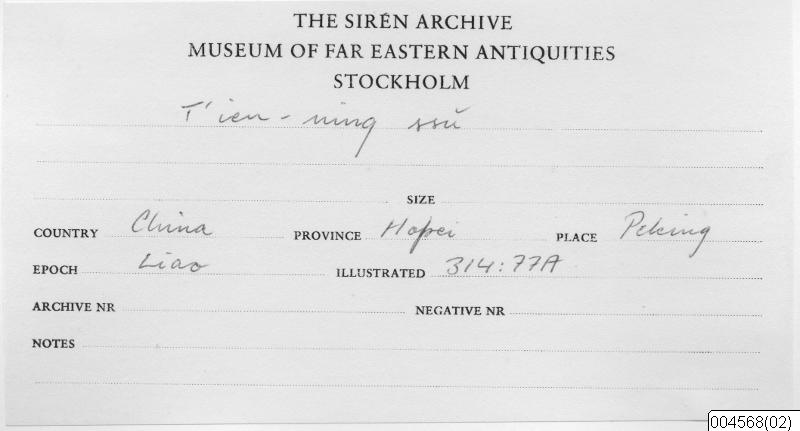 THE SIRÉN ARCHIVE
MUSEUM OF FAR EASTERN ANTIQUITIES
STOCKHOLM
T'ien-ning ssŭ
SIZE
COUNTRY China PROVINCE Hopei PLACE Peking
EPOCH Liao ILLUSTRATED 314:77A
ARCHIVE NR NEGATIVE NR
NOTES
004568(02)